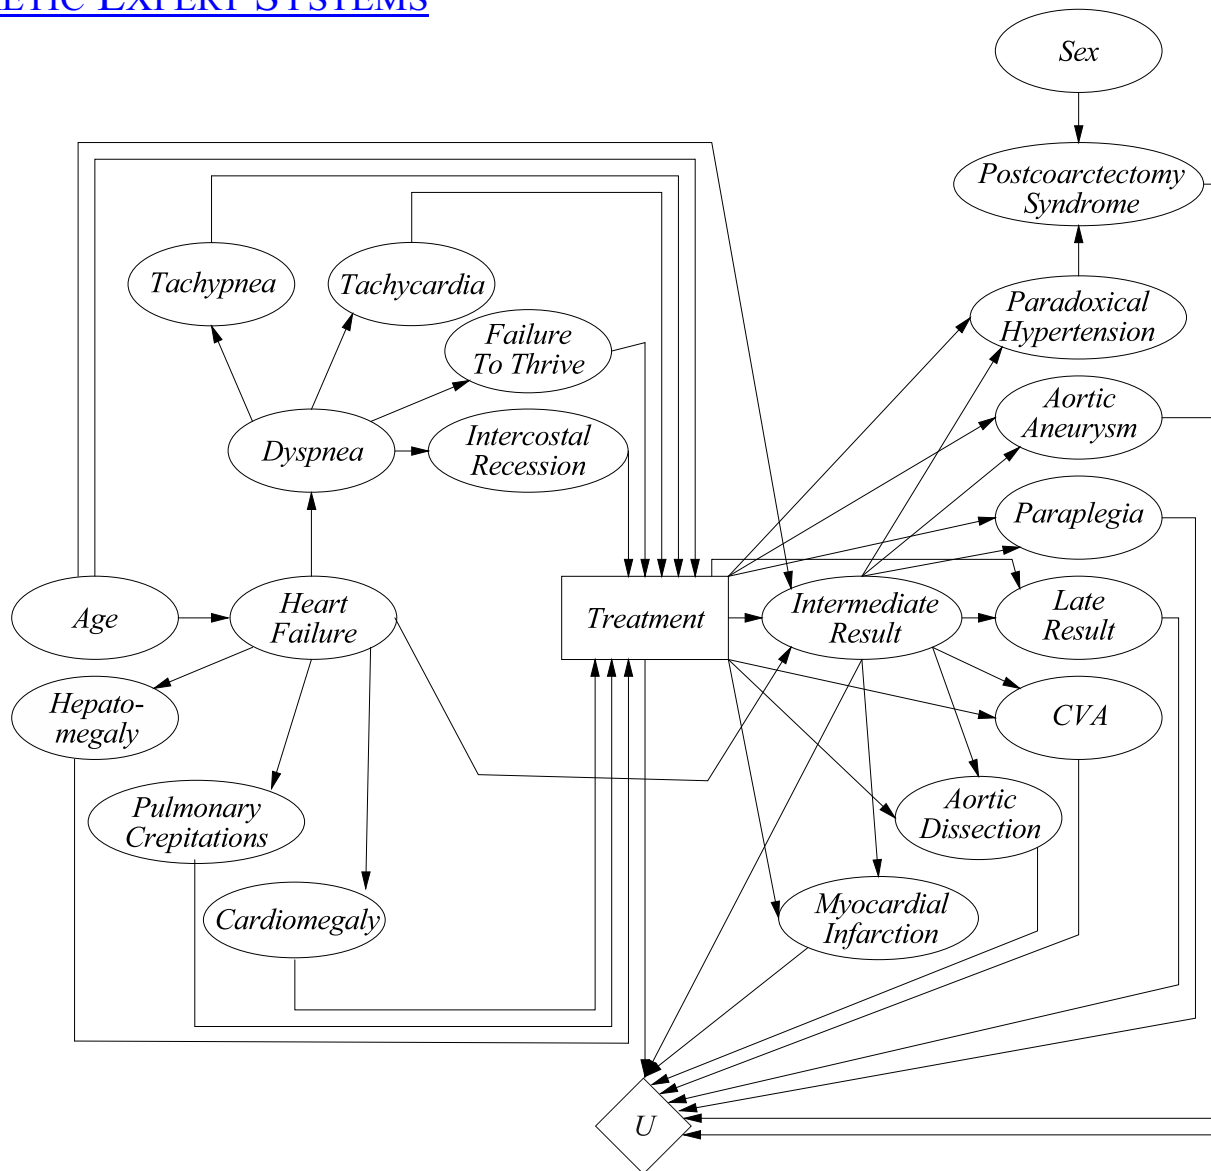 ETIC EXPERT SYSTEMS
Sex
Postcoarctectomy
Syndrome
Tachypnea
Tachycardia
Paradoxical
Hypertension
Failure
To Thrive
Aortic
Aneurysm
Dyspnea
Intercostal
Recession
Paraplegia
Age
Heart
Failure
Treatment
Intermediate
Result
Late
Result
Hepato-
megaly
CVA
Pulmonary
Crepitations
Aortic
Dissection
Cardiomegaly
Myocardial
Infarction
U